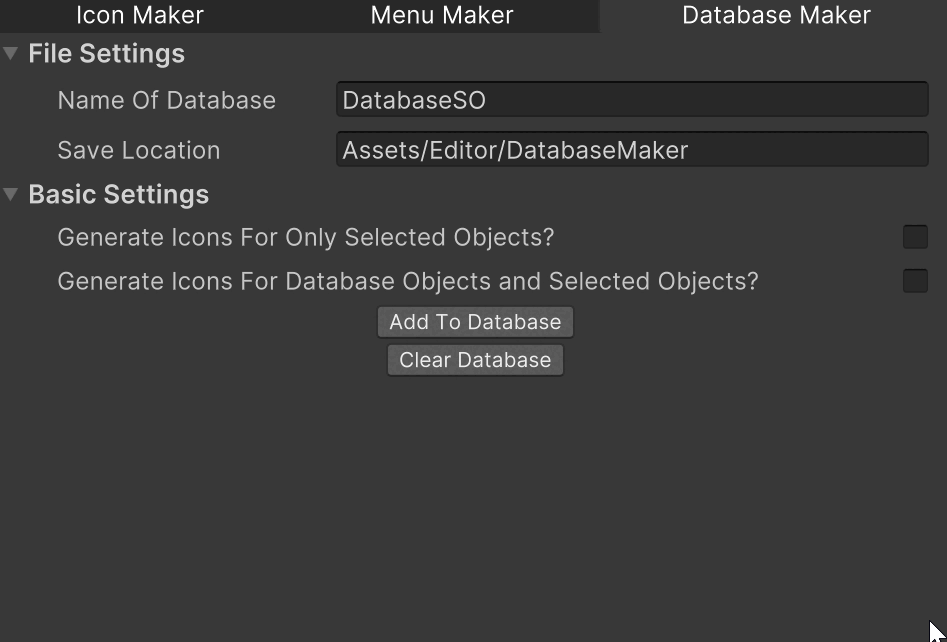 Icon Maker Menu Maker Database Maker
File Settings
Name Of Database DatabaseSO
Save Location Assets/Editor/DatabaseMaker
Basic Settings
Generate Icons For Only Selected Objects?
Generate Icons For Database Objects and Selected Objects?
Add To Database
Clear Database